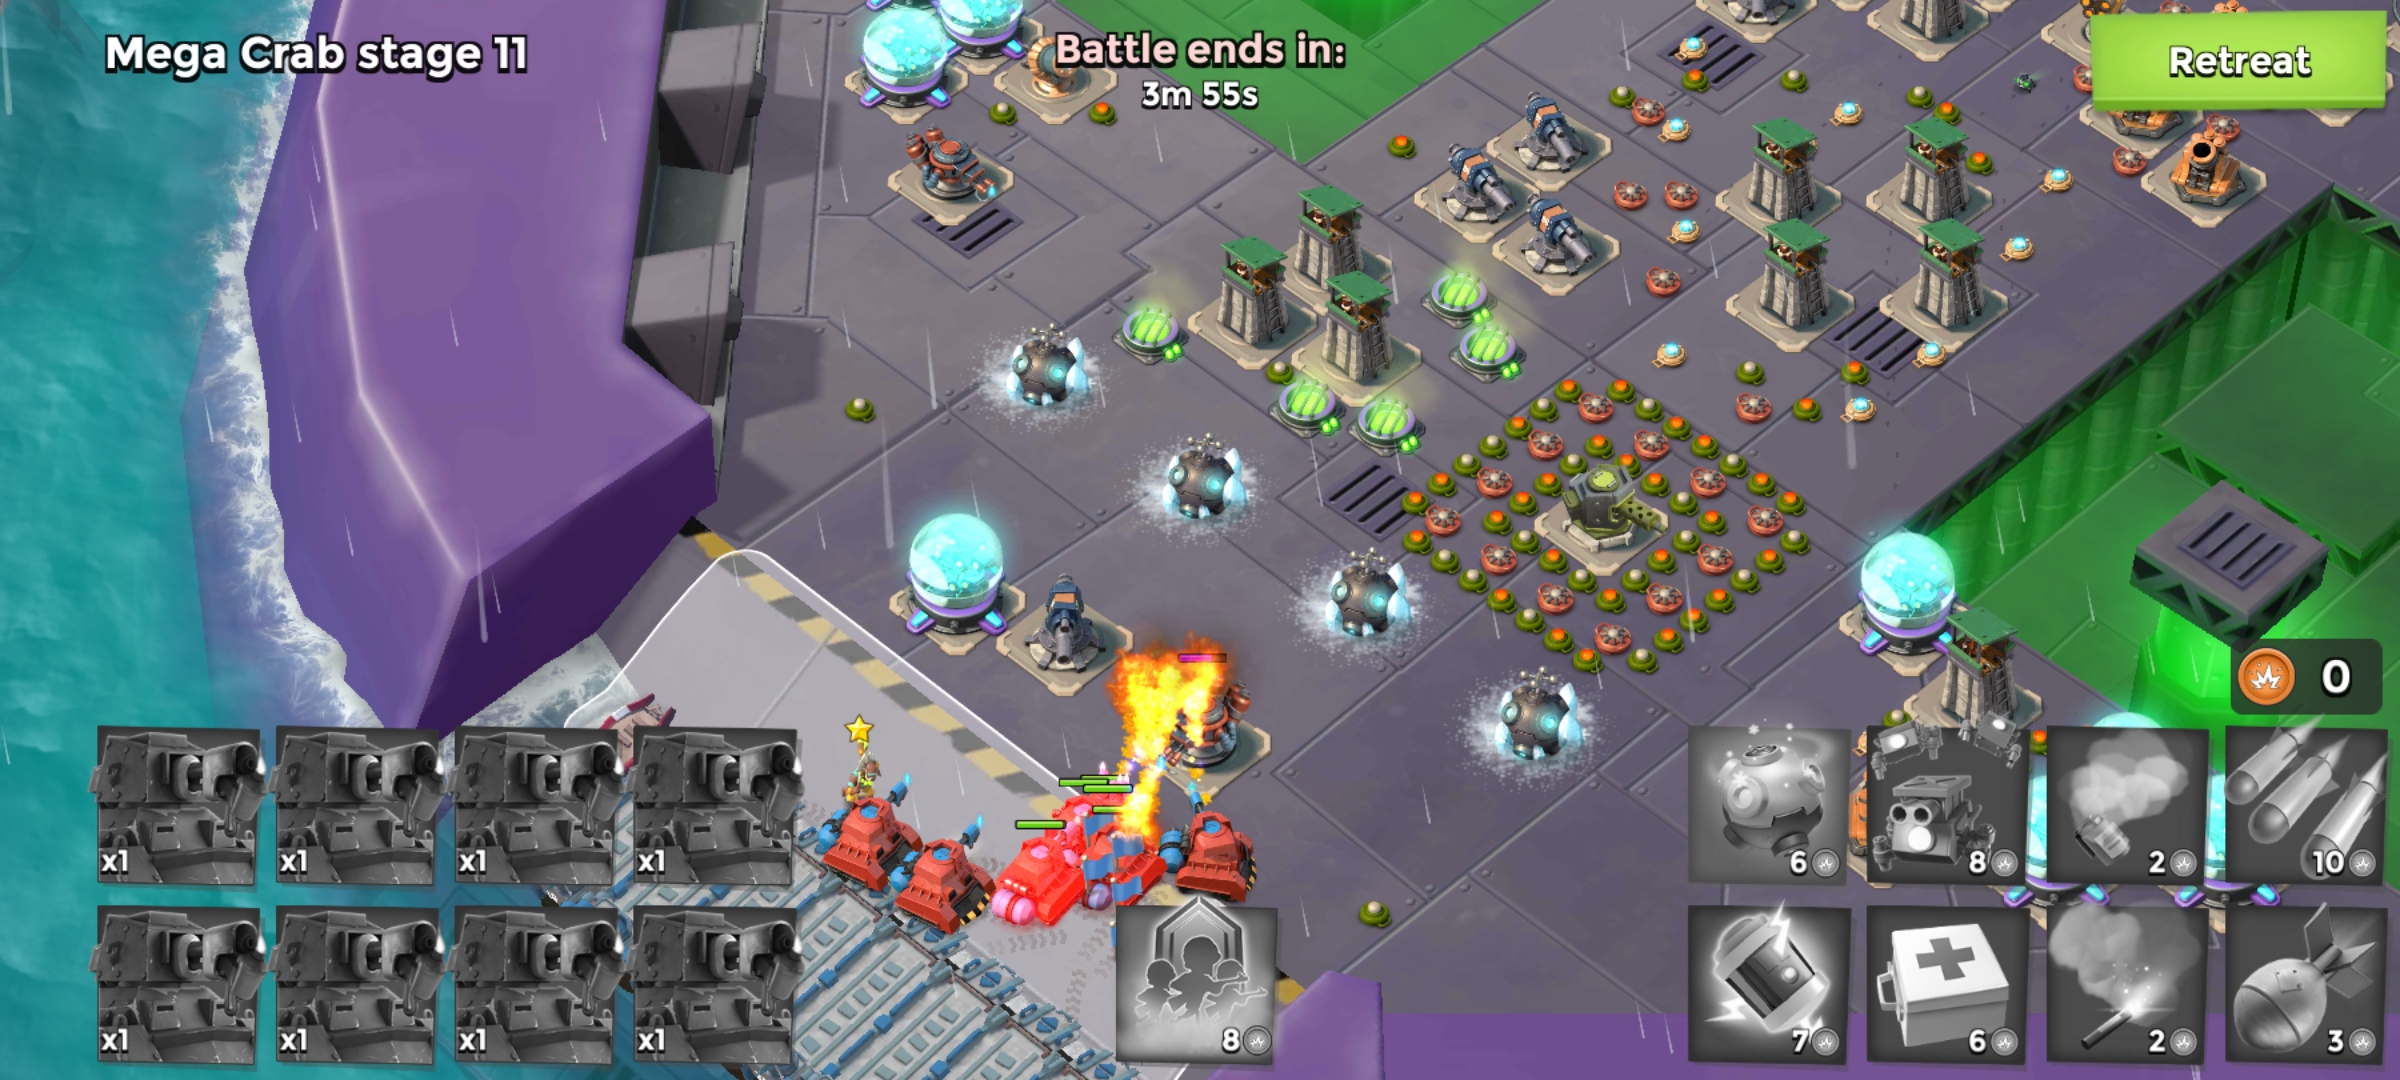 Mega Crab stage 11
Battle ends in:
3m 55s
Retreat
0
x1
x1
x1
x1
6
8
2
10
x1
x1
x1
x1
8
7
6
2
3